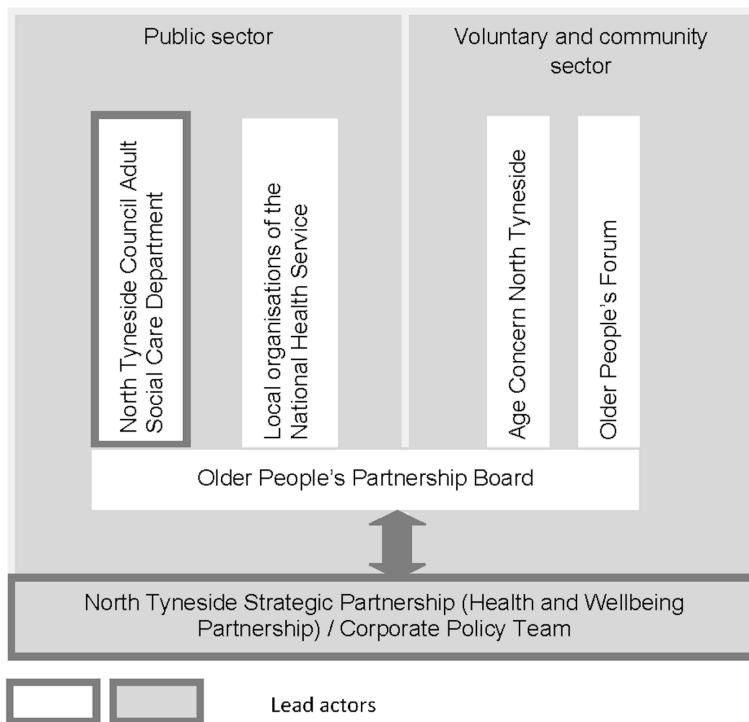 Public sector
Voluntary and community
sector
North Tyneside Council Adult
Social Care Department
Local organisations of the
National Health Service
Age Concern North Tyneside
Older People's Forum
Older People's Partnership Board
North Tyneside Strategic Partnership (Health and Wellbeing
Partnership) / Corporate Policy Team
Lead actors